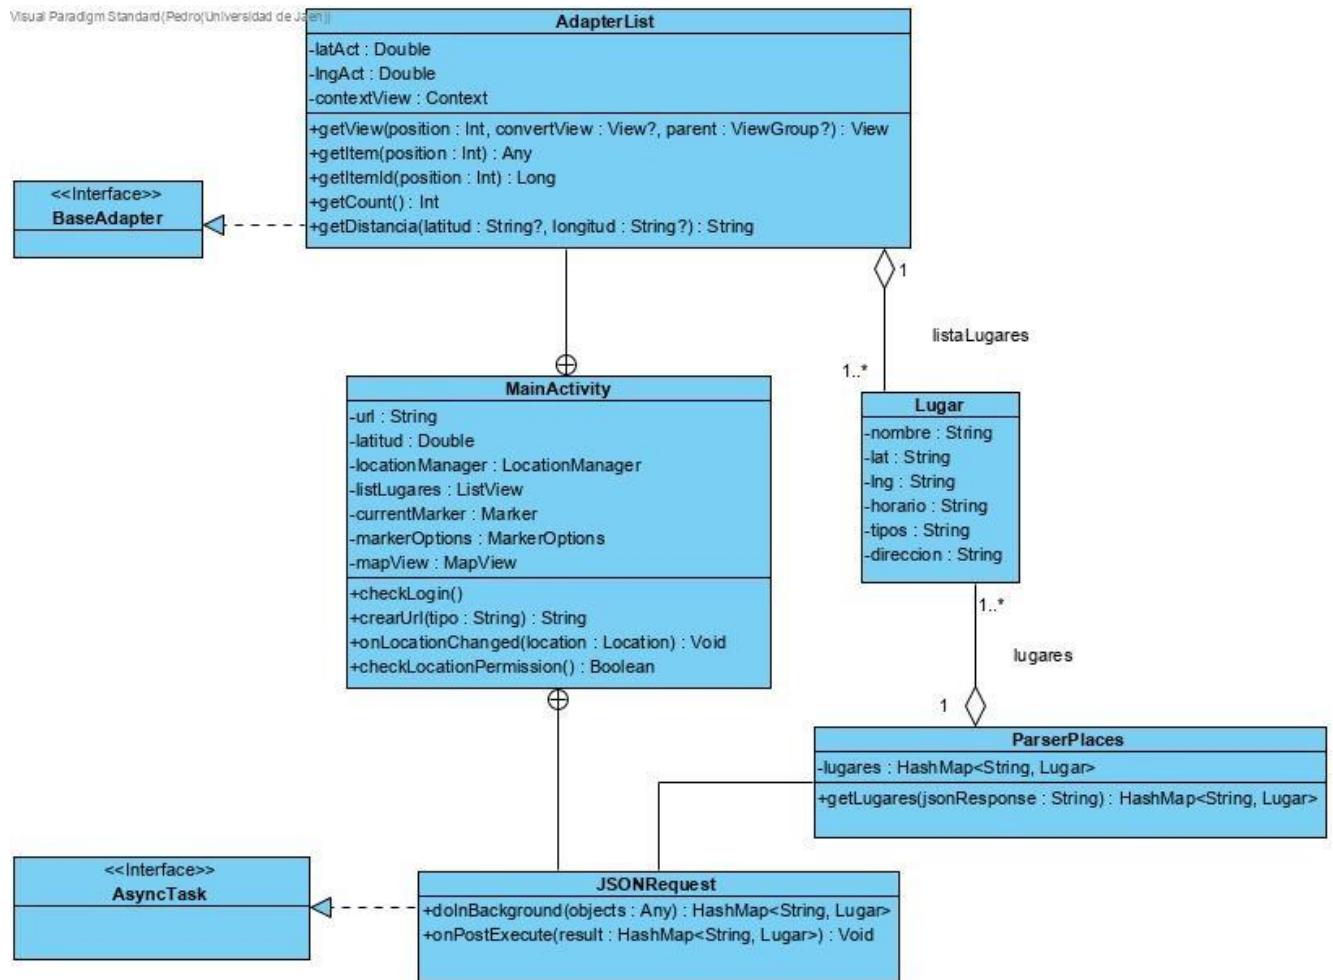 Visual Paradigm Standard(Pedro(Universidad de Jaen))
AdapterList
-latAct : Double
-lngAct : Double
-contextView : Context
+getView(position : Int, convertView : View?, parent : ViewGroup?) : View
+getItem(position : Int) : Any
+getItemId(position : Int) : Long
+getCount() : Int
+getDistancia(latitud : String?, longitud : String?) : String
<<Interface>>
BaseAdapter
1
listaLugares
1..*
MainActivity
-url : String
-latitud : Double
-locationManager : LocationManager
-listLugares : ListView
-currentMarker : Marker
-markerOptions : MarkerOptions
-mapView : MapView
+checkLogin()
+crearUrl(tipo : String) : String
+onLocationChanged(location : Location) : Void
+checkLocationPermission() : Boolean
Lugar
-nombre : String
-lat : String
-lng : String
-horario : String
-tipos : String
-direccion : String
1..*
lugares
1
ParserPlaces
-lugares : HashMap<String, Lugar>
+getLugares(jsonResponse : String) : HashMap<String, Lugar>
<<Interface>>
AsyncTask
JSONRequest
+doInBackground(objects : Any) : HashMap<String, Lugar>
+onPostExecute(result : HashMap<String, Lugar>) : Void